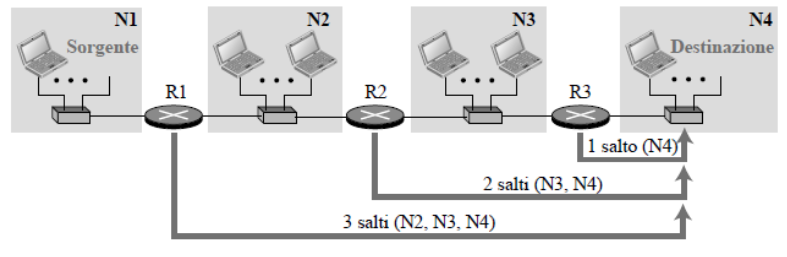 N1 N2 N3 N4
Sorgente Destinazione
R1 R2 R3
1 salto (N4)
2 salti (N3, N4)
3 salti (N2, N3, N4)